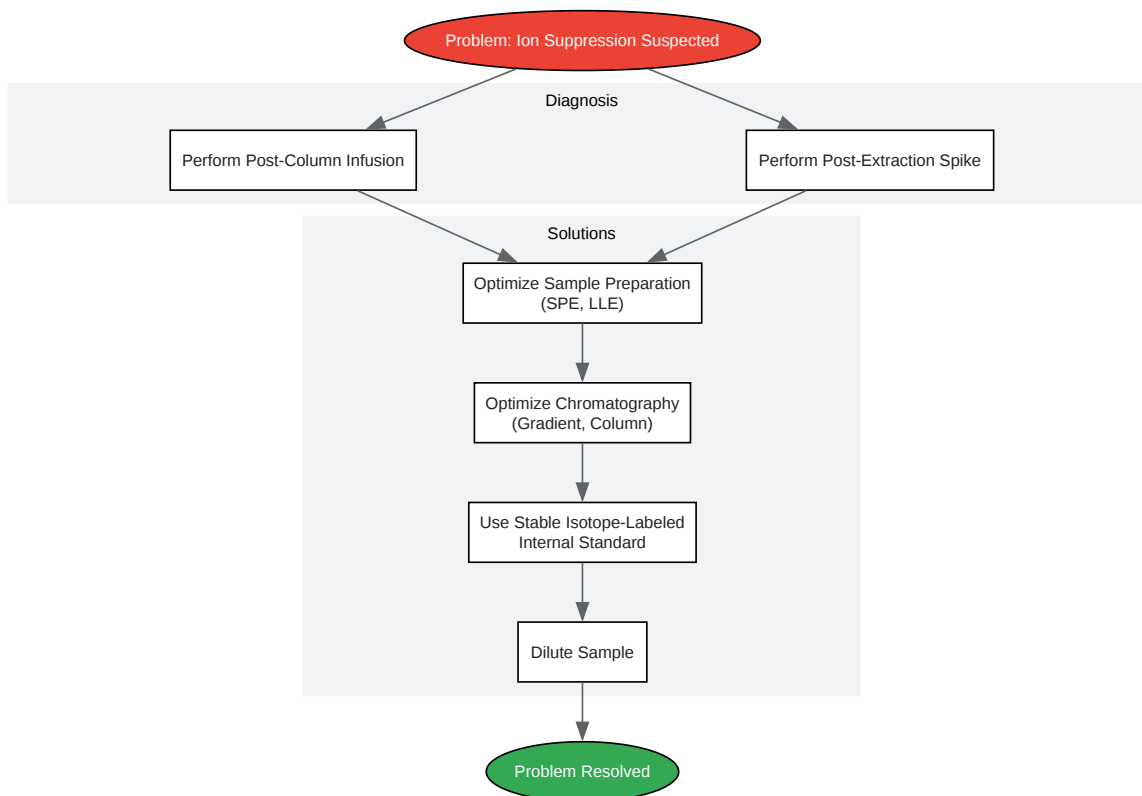 Problem: Ion Suppression Suspected
Diagnosis
Perform Post-Column Infusion
Perform Post-Extraction Spike
Solutions
Optimize Sample Preparation
(SPE, LLE)
Optimize Chromatography
(Gradient, Column)
Use Stable Isotope-Labeled
Internal Standard
Dilute Sample
Problem Resolved